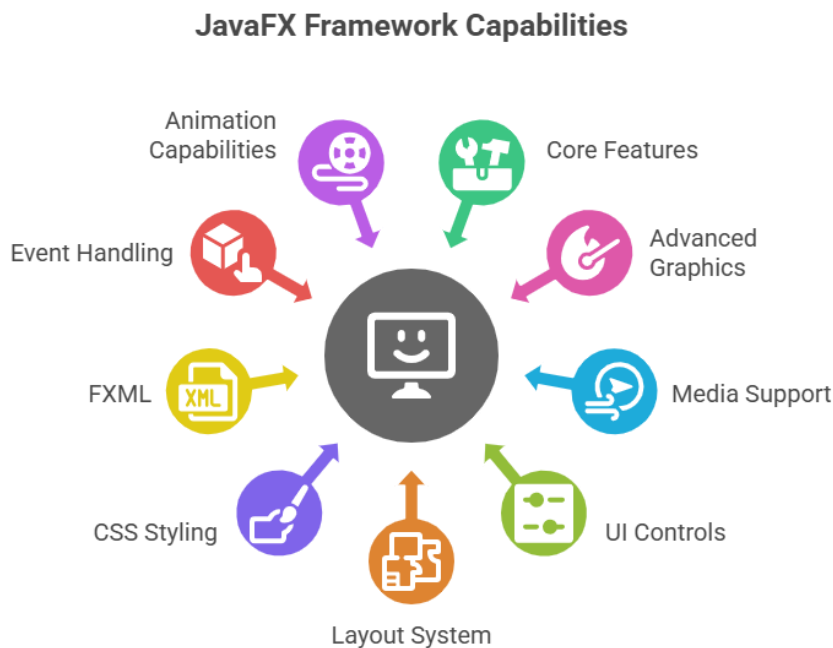 JavaFX Framework Capabilities
Animation
Capabilities
Core Features
Event Handling
Advanced
Graphics
FXML
XML
Media Support
CSS Styling
UI Controls
Layout System